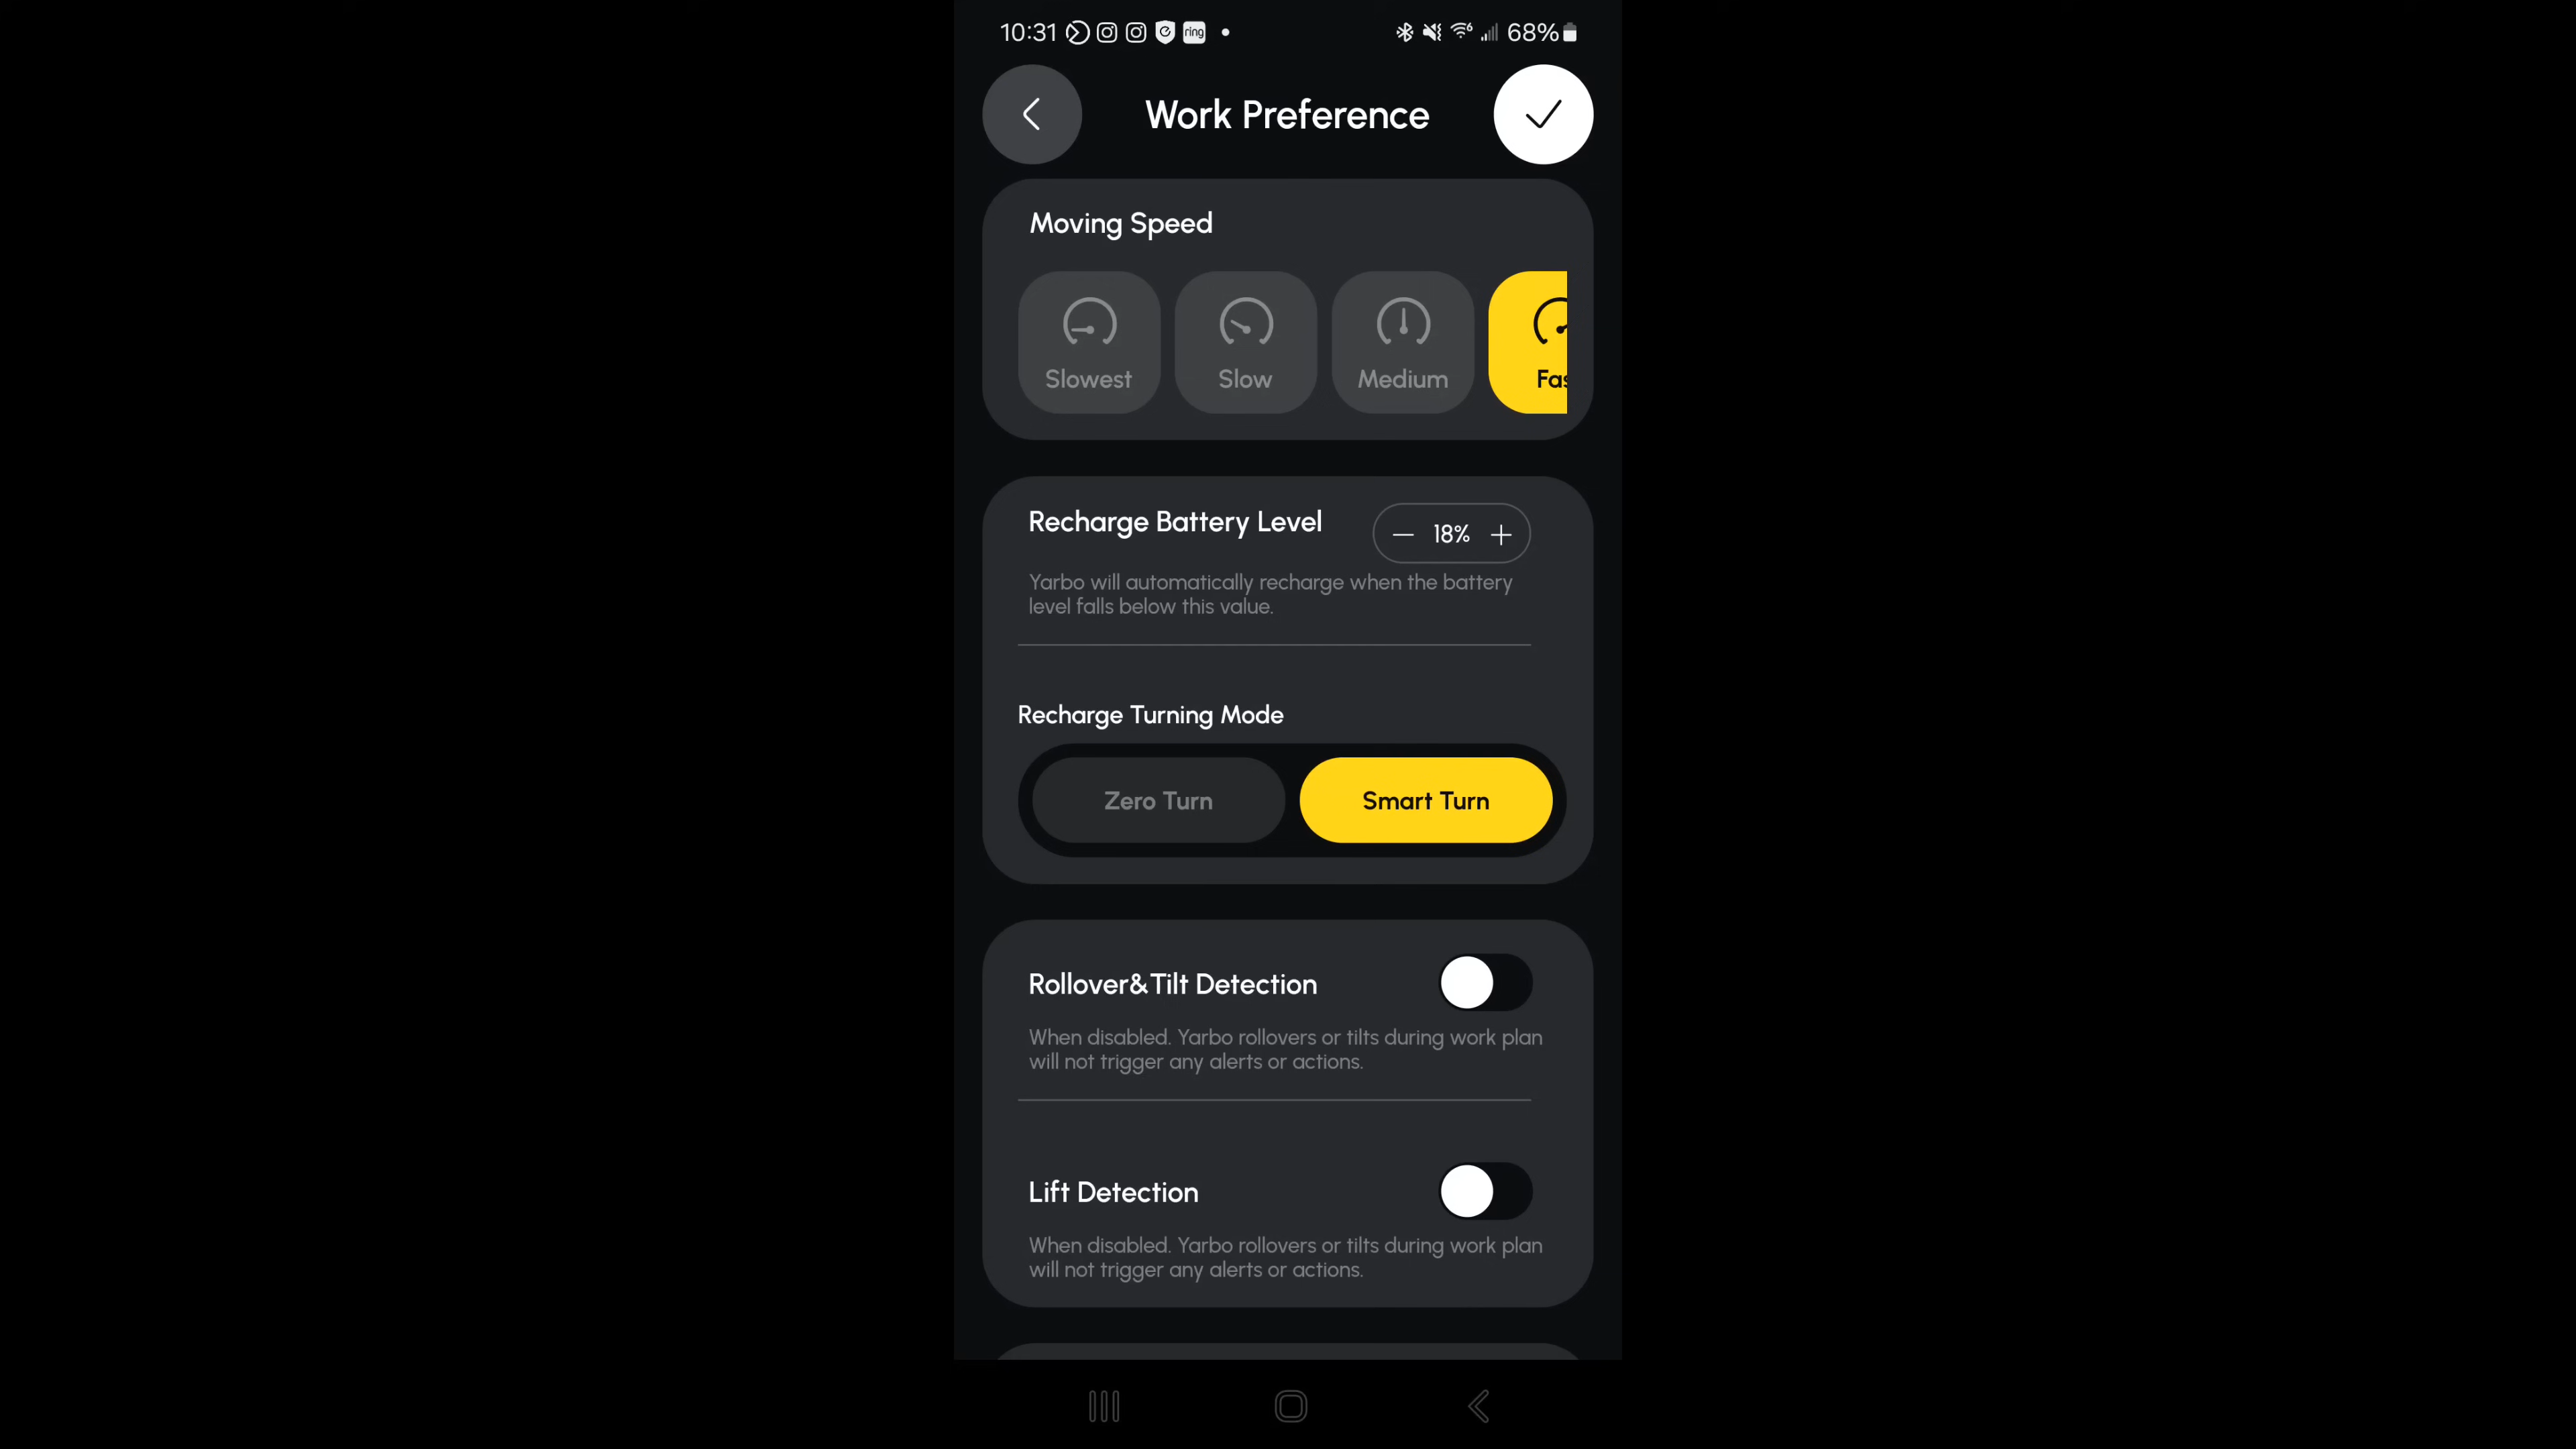 10:31 ring 68%
Work Preference
Moving Speed
Slowest Slow Medium Fas
Recharge Battery Level
18%
Yarbo will automatically recharge when the battery
level falls below this value.
Recharge Turning Mode
Zero Turn Smart Turn
Rollover&Tilt Detection
When disabled. Yarbo rollovers or tilts during work plan
will not trigger any alerts or actions.
Lift Detection
When disabled. Yarbo rollovers or tilts during work plan
will not trigger any alerts or actions.